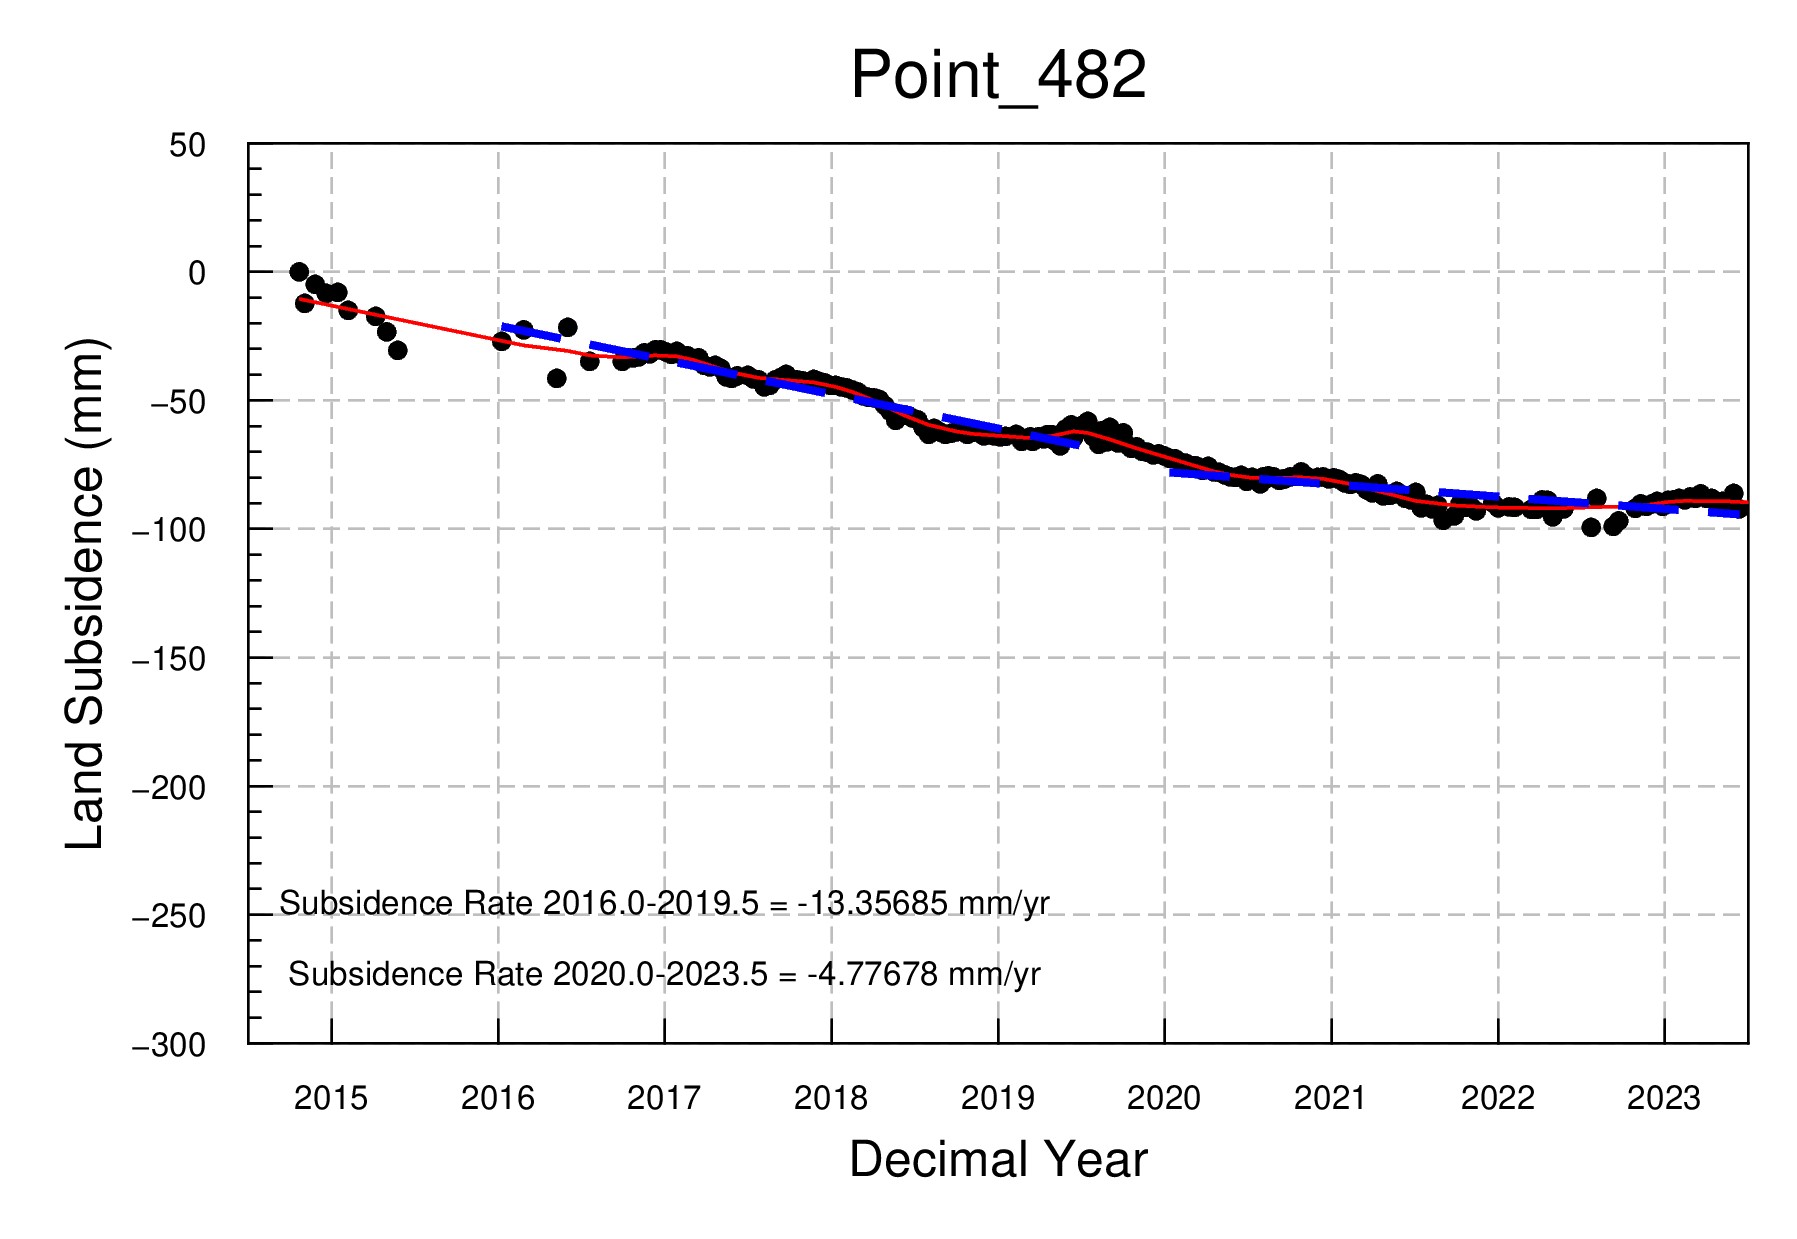 Point_482
50
0
−50
−100
−150
−200
−250
−300
Land Subsidence (mm)
Subsidence Rate 2016.0-2019.5 = -13.35685 mm/yr
Subsidence Rate 2020.0-2023.5 = -4.77678 mm/yr
2015 2016 2017 2018 2019 2020 2021 2022 2023
Decimal Year